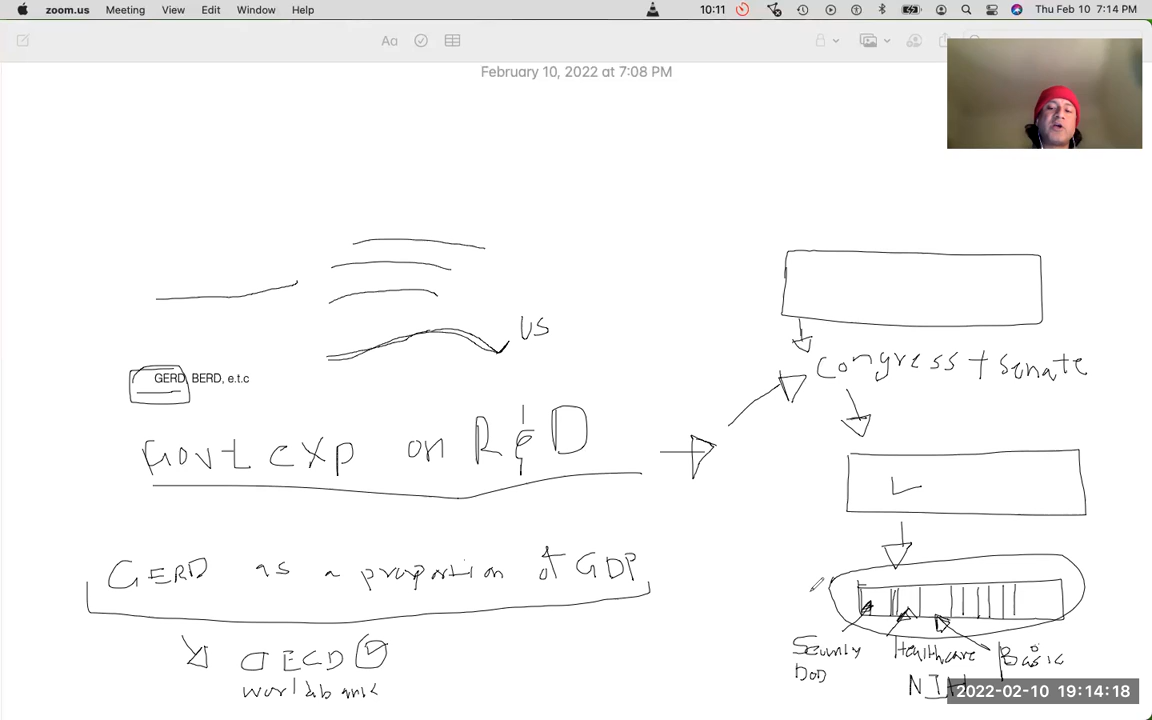 zoom.us Meeting View Edit Window Help 10:11 Thu Feb 10 7:14 PM
Aa
February 10, 2022 at 7:08 PM
US
Congress + Senate
GERD, BERD, e.t.c
Govt exp on R & D
GERD as a proportion of GDP
OECD
worldbank
Security
DoD
Healthcare
NIH
Basic
2022-02-10 19:14:18